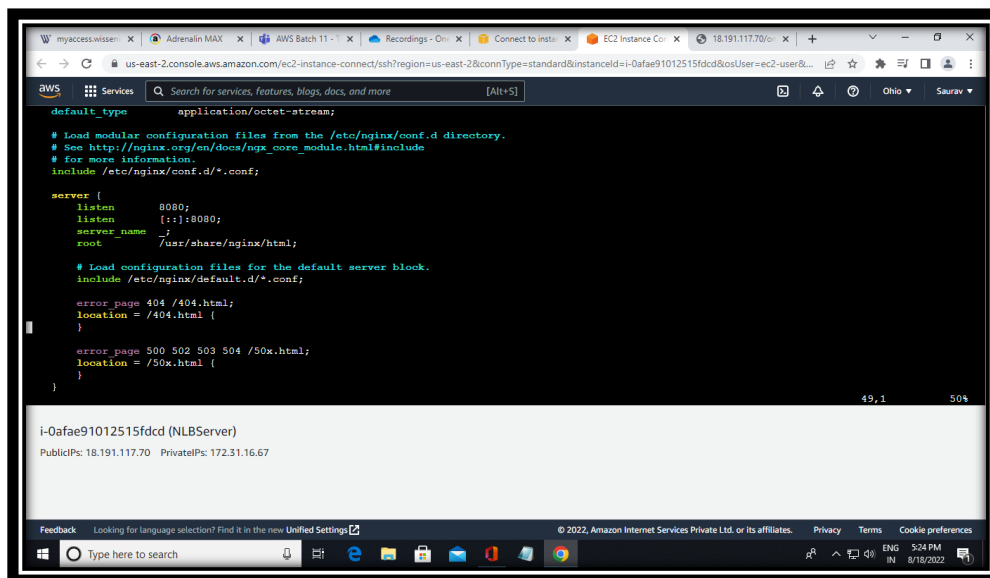 myaccess.wissen
Adrenalin MAX
AWS Batch 11 - T
Recordings - One
Connect to instan
EC2 Instance Con
18.191.117.70/o
us-east-2.console.aws.amazon.com/ec2-instance-connect/ssh?region=us-east-2&connType=standard&instanceId=i-0afae91012515fdcd&osUser=ec2-user&...
aws
Services
Search for services, features, blogs, docs, and more
[Alt+S]
Ohio
Saurav
default_type application/octet-stream;
# Load modular configuration files from the /etc/nginx/conf.d directory.
# See http://nginx.org/en/docs/ngx_core_module.html#include
# for more information.
include /etc/nginx/conf.d/*.conf;
server {
listen 8080;
listen [::]:8080;
server_name _;
root /usr/share/nginx/html;
# Load configuration files for the default server block.
include /etc/nginx/default.d/*.conf;
error_page 404 /404.html;
location = /404.html {
}
error_page 500 502 503 504 /50x.html;
location = /50x.html {
}
}
49,1 50%
i-0afae91012515fdcd (NLBServer)
PublicIPs: 18.191.117.70 PrivateIPs: 172.31.16.67
Feedback Looking for language selection? Find it in the new Unified Settings © 2022, Amazon Internet Services Private Ltd. or its affiliates. Privacy Terms Cookie preferences
Type here to search
ENG 5:24 PM
IN 8/18/2022
1